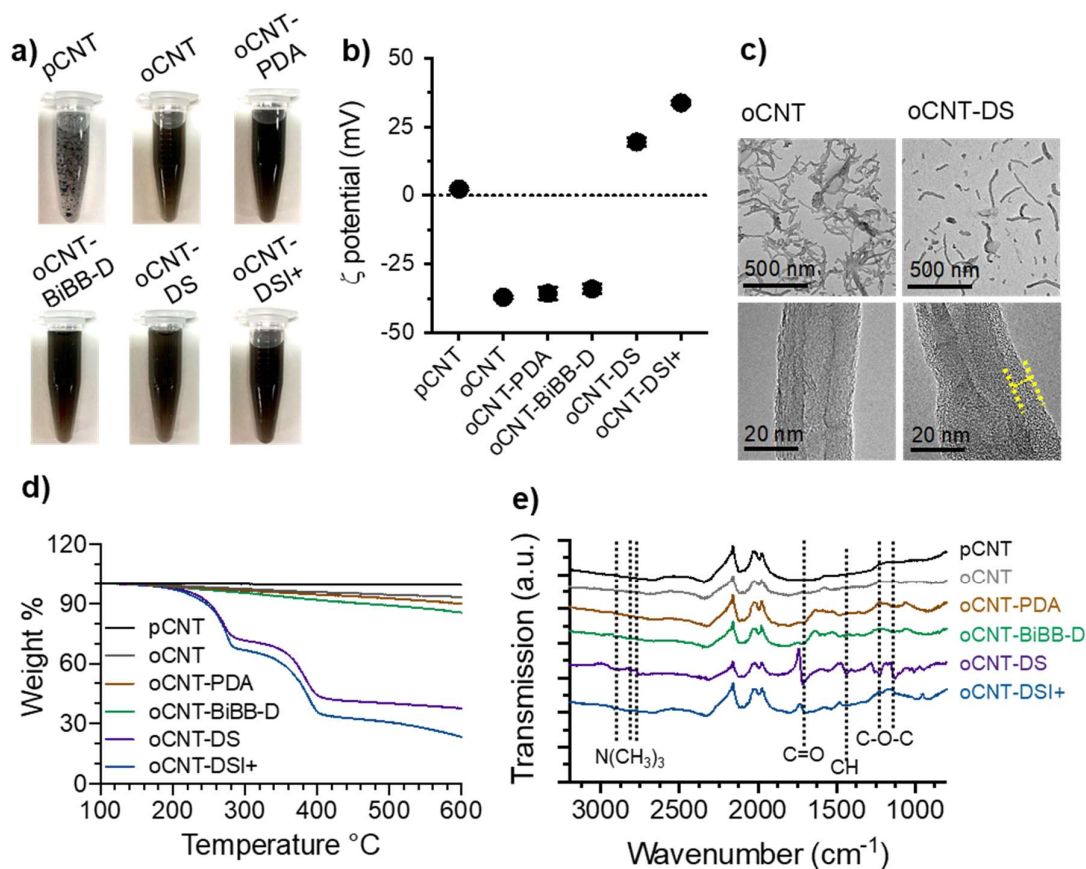 a)
pCNT
oCNT
oCNT-
PDA
oCNT-
BiBB-D
oCNT-
DS
oCNT-
DSI+
b)
ζ potential (mV)
50
25
0
-25
-50
pCNT
oCNT
oCNT-PDA
oCNT-BiBB-D
oCNT-DS
oCNT-DSI+
c)
oCNT
oCNT-DS
500 nm
500 nm
20 nm
20 nm
d)
Weight %
120
90
60
30
0
pCNT
oCNT
oCNT-PDA
oCNT-BiBB-D
oCNT-DS
oCNT-DSI+
100 200 300 400 500 600
Temperature °C
e)
Transmission (a.u.)
pCNT
oCNT
oCNT-PDA
oCNT-BiBB-D
oCNT-DS
oCNT-DSI+
N(CH₃)₃
C=O
CH
C-O-C
3000 2500 2000 1500 1000
Wavenumber (cm⁻¹)